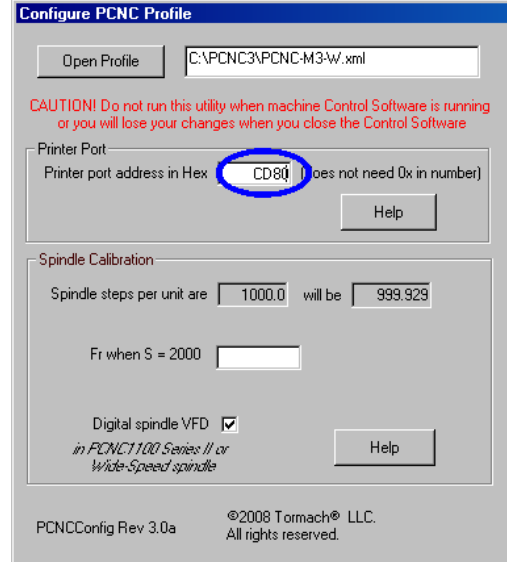 Configure PCNC Profile
Open Profile C:\PCNC3\PCNC-M3-W.xml
CAUTION! Do not run this utility when machine Control Software is running
or you will lose your changes when you close the Control Software
Printer Port
Printer port address in Hex CD80 (Does not need 0x in number)
Help
Spindle Calibration
Spindle steps per unit are 1000.0 will be 999.929
Fr when S = 2000
Digital spindle VFD
in PCNC1100 Series II or
Wide-Speed spindle
Help
PCNCConfig Rev 3.0a
©2008 Tormach® LLC.
All rights reserved.